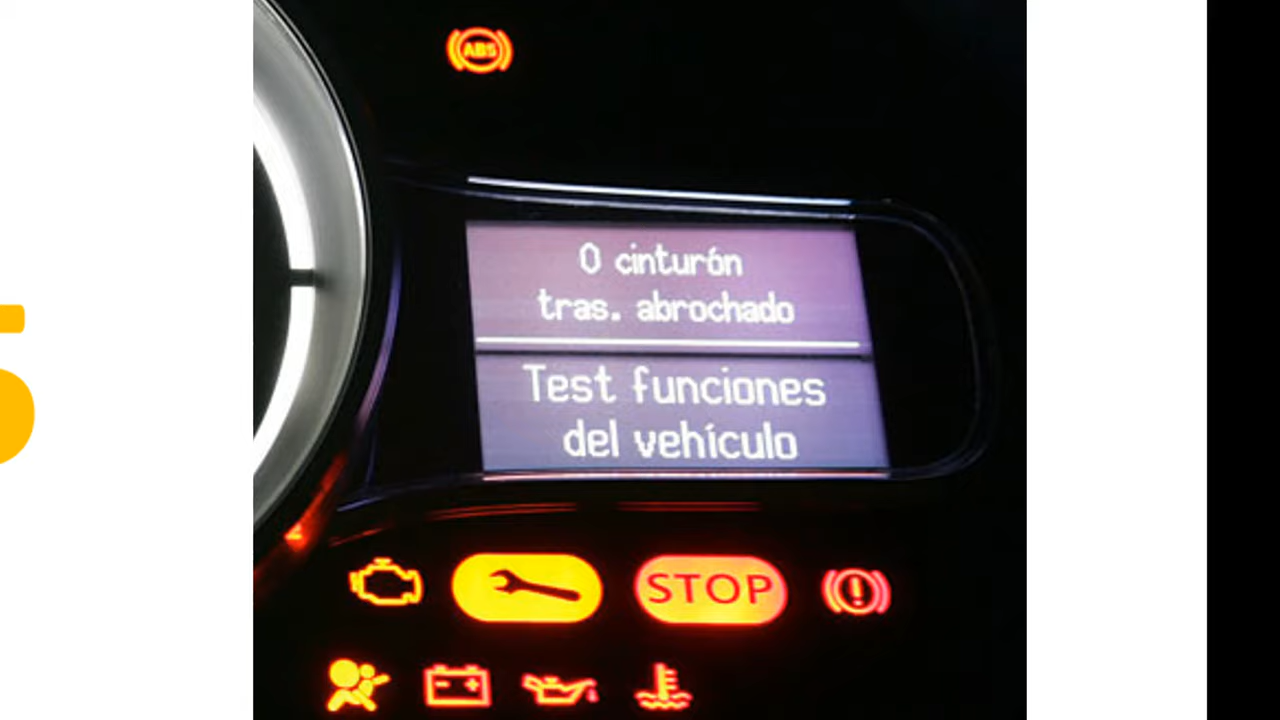 ABS
0 cinturón
tras. abrochado
Test funciones
del vehículo
STOP